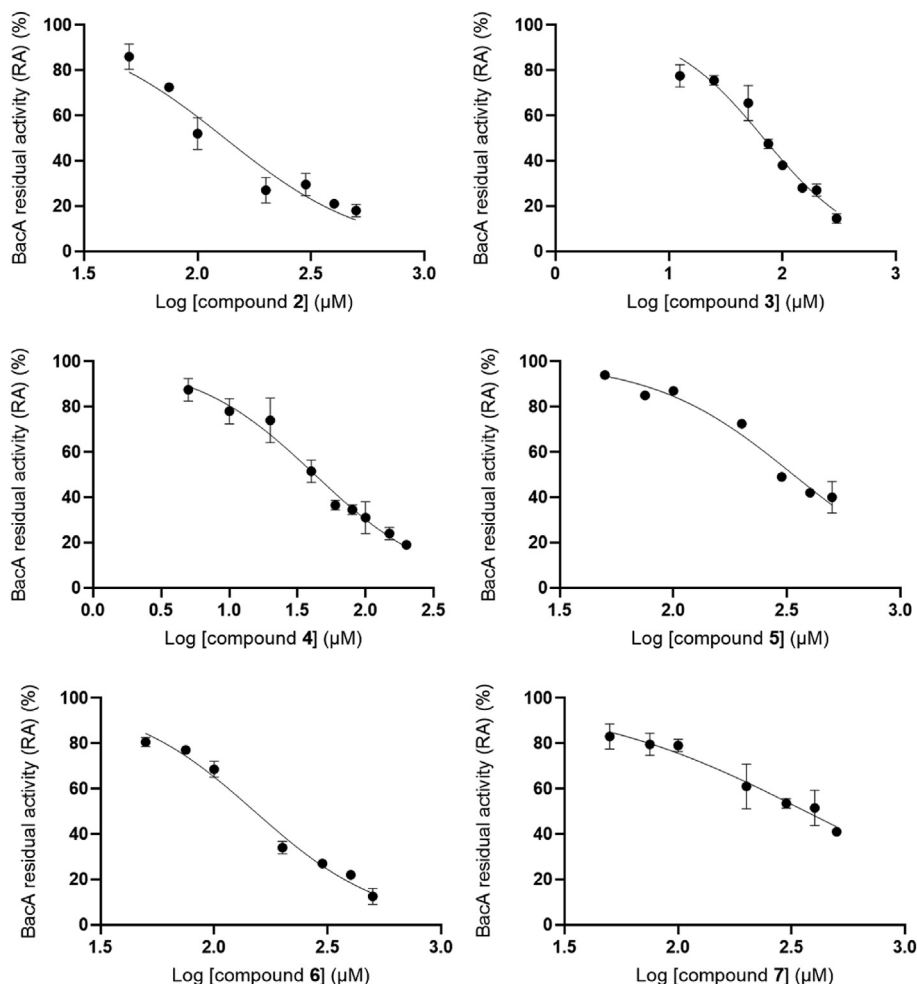 100
80
60
40
20
0
BacA residual activity (RA) (%)
1.5 2.0 2.5 3.0
Log [compound 2] (µM)
100
80
60
40
20
0
BacA residual activity (RA) (%)
0 1 2 3
Log [compound 3] (µM)
100
80
60
40
20
0
BacA residual activity (RA) (%)
0.0 0.5 1.0 1.5 2.0 2.5
Log [compound 4] (µM)
100
80
60
40
20
0
BacA residual activity (RA) (%)
1.5 2.0 2.5 3.0
Log [compound 5] (µM)
100
80
60
40
20
0
BacA residual activity (RA) (%)
1.5 2.0 2.5 3.0
Log [compound 6] (µM)
100
80
60
40
20
0
BacA residual activity (RA) (%)
1.5 2.0 2.5 3.0
Log [compound 7] (µM)